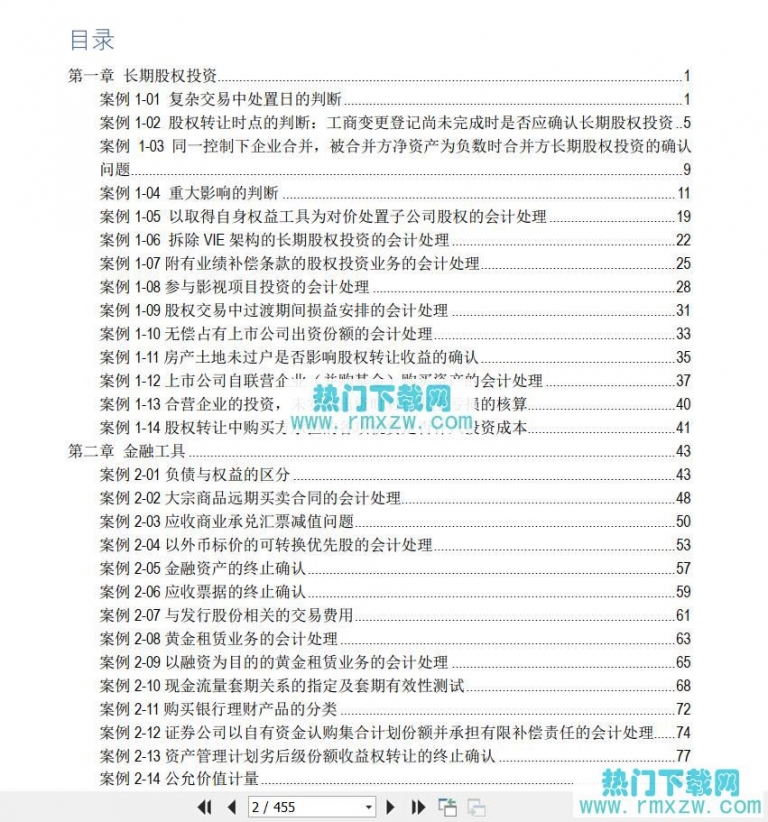 目录
第一章 长期股权投资........1
案例 1-01 复杂交易中处置日的判断........1
案例 1-02 股权转让时点的判断：工商变更登记尚未完成时是否应确认长期股权投资..5
案例 1-03 同一控制下企业合并，被合并方净资产为负数时合并方长期股权投资的确认
问题........9
案例 1-04 重大影响的判断........11
案例 1-05 以取得自身权益工具为对价处置子公司股权的会计处理........19
案例 1-06 拆除 VIE 架构的长期股权投资的会计处理........22
案例 1-07 附有业绩补偿条款的股权投资业务的会计处理........25
案例 1-08 参与影视项目投资的会计处理........28
案例 1-09 股权交易中过渡期间损益安排的会计处理........31
案例 1-10 无偿占有上市公司出资份额的会计处理........33
案例 1-11 房产土地未过户是否影响股权转让收益的确认........35
案例 1-12 上市公司自联营企业（并购基金）购买资产的会计处理........37
案例 1-13 合营企业的投资，损的核算........40
热门下载网
www.rmxzw.com
案例 1-14 股权转让中购买方投资成本........41
第二章 金融工具........43
案例 2-01 负债与权益的区分........43
案例 2-02 大宗商品远期买卖合同的会计处理........48
案例 2-03 应收商业承兑汇票减值问题........50
案例 2-04 以外币标价的可转换优先股的会计处理........53
案例 2-05 金融资产的终止确认........57
案例 2-06 应收票据的终止确认........59
案例 2-07 与发行股份相关的交易费用........61
案例 2-08 黄金租赁业务的会计处理........63
案例 2-09 以融资为目的的黄金租赁业务的会计处理........65
案例 2-10 现金流量套期关系的指定及套期有效性测试........68
案例 2-11 购买银行理财产品的分类........72
案例 2-12 证券公司以自有资金认购集合计划份额并承担有限补偿责任的会计处理....74
案例 2-13 资产管理计划劣后级份额收益权转让的终止确认........77
案例 2-14 公允价值计量........
2 / 455
热门下载网
www.rmxzw.com